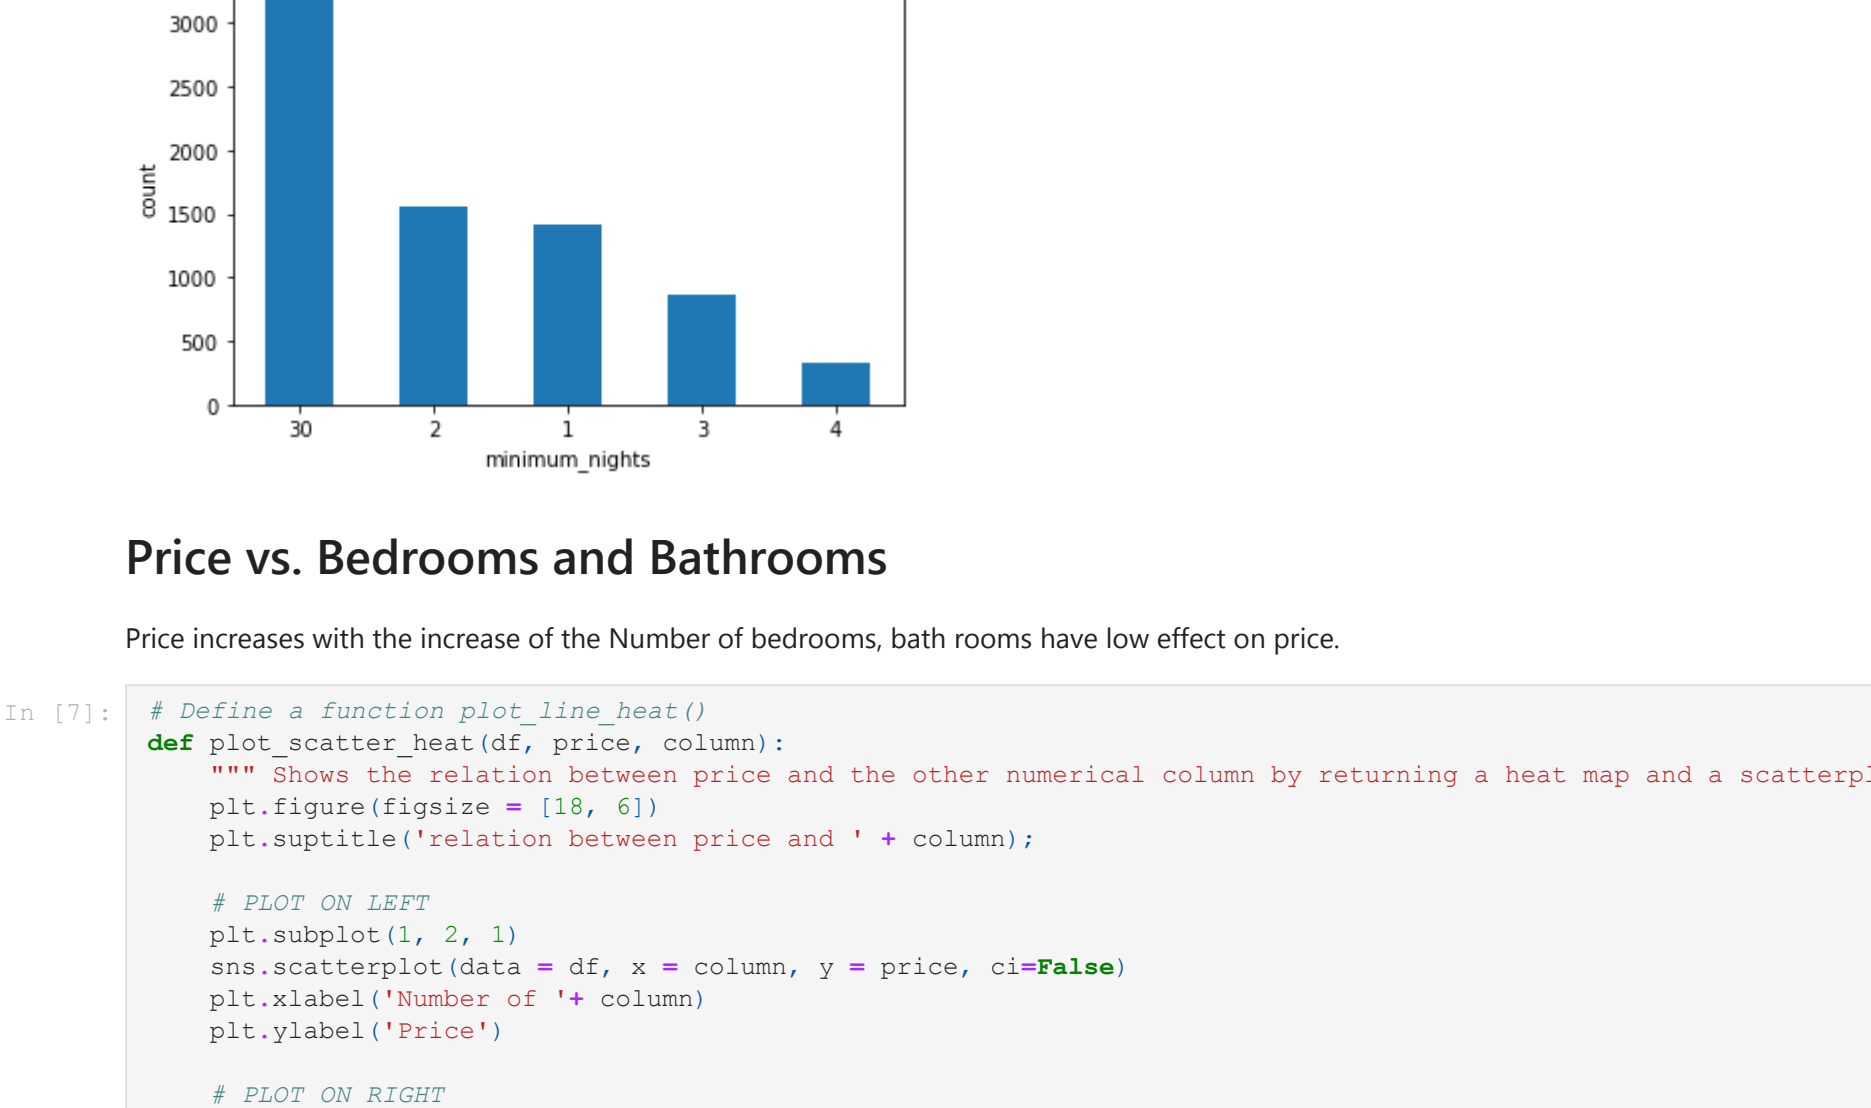 3000
2500
2000
1500
1000
500
0
count
30 2 1 3 4
minimum_nights
Price vs. Bedrooms and Bathrooms
Price increases with the increase of the Number of bedrooms, bath rooms have low effect on price.
In [7]:
# Define a function plot_line_heat()
def plot_scatter_heat(df, price, column):
    """ Shows the relation between price and the other numerical column by returning a heat map and a scatterpl
    plt.figure(figsize = [18, 6])
    plt.suptitle('relation between price and ' + column);
    # PLOT ON LEFT
    plt.subplot(1, 2, 1)
    sns.scatterplot(data = df, x = column, y = price, ci=False)
    plt.xlabel('Number of '+ column)
    plt.ylabel('Price')
    # PLOT ON RIGHT